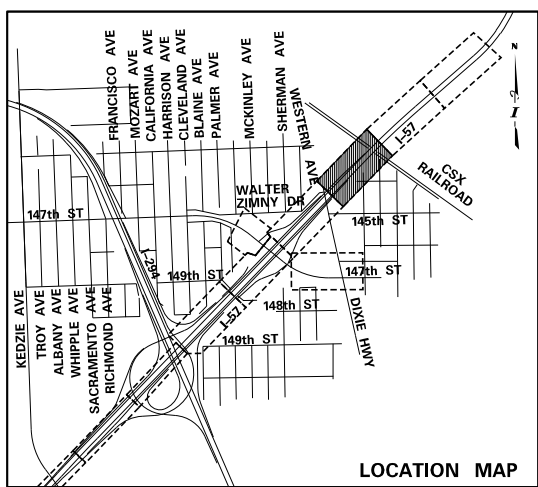 FRANCISCO AVE
MOZART AVE
CALIFORNIA AVE
HARRISON AVE
CLEVELAND AVE
BLAINE AVE
PALMER AVE
MCKINLEY AVE
SHERMAN AVE
WESTERN AVE
I-57
CSX
RAILROAD
WALTER
ZIMNY DR
147th ST
145th ST
I-294
149th ST
147th ST
I-57
148th ST
149th ST
DIXIE HWY
KEDZIE AVE
TROY AVE
ALBANY AVE
WHIPPLE AVE
SACRAMENTO AVE
RICHMOND AVE
LOCATION MAP